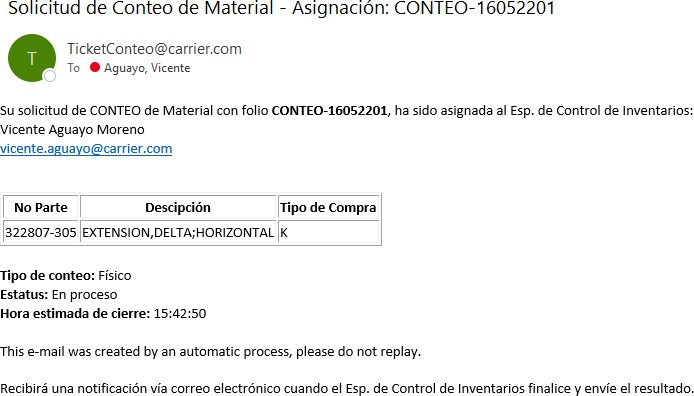 Solicitud de Conteo de Material - Asignación: CONTEO-16052201
T
TicketConteo@carrier.com
To Aguayo, Vicente
Su solicitud de CONTEO de Material con folio CONTEO-16052201, ha sido asignada al Esp. de Control de Inventarios:
Vicente Aguayo Moreno
vicente.aguayo@carrier.com
No Parte Descipción Tipo de Compra
322807-305 EXTENSION,DELTA;HORIZONTAL K
Tipo de conteo: Físico
Estatus: En proceso
Hora estimada de cierre: 15:42:50
This e-mail was created by an automatic process, please do not replay.
Recibirá una notificación vía correo electrónico cuando el Esp. de Control de Inventarios finalice y envíe el resultado.